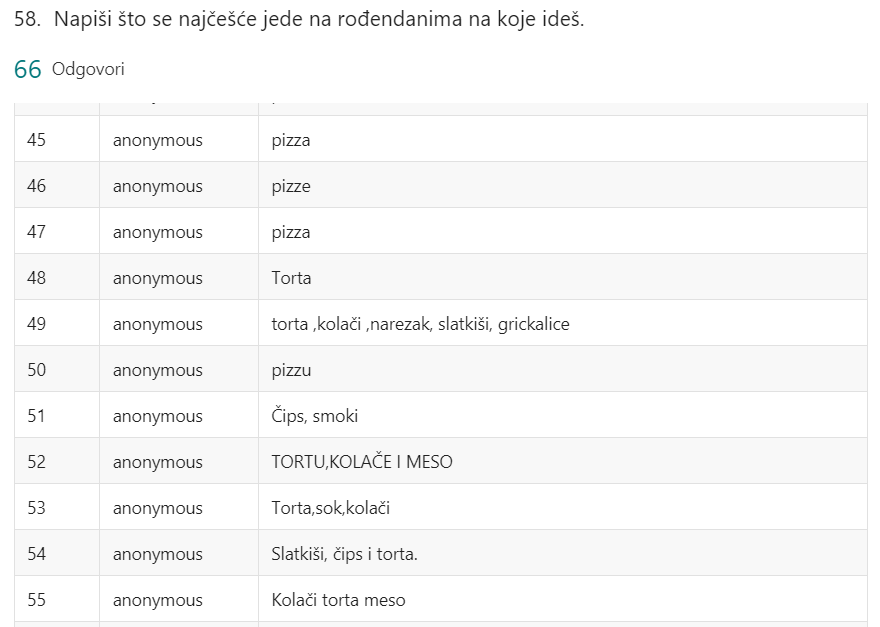 58. Napiši što se najčešće jede na rođendanima na koje ideš.
66 Odgovori
45 anonymous pizza
46 anonymous pizze
47 anonymous pizza
48 anonymous Torta
49 anonymous torta ,kolači ,narezak, slatkiši, grickalice
50 anonymous pizzu
51 anonymous Čips, smoki
52 anonymous TORTU,KOLAČE I MESO
53 anonymous Torta,sok,kolači
54 anonymous Slatkiši, čips i torta.
55 anonymous Kolači torta meso